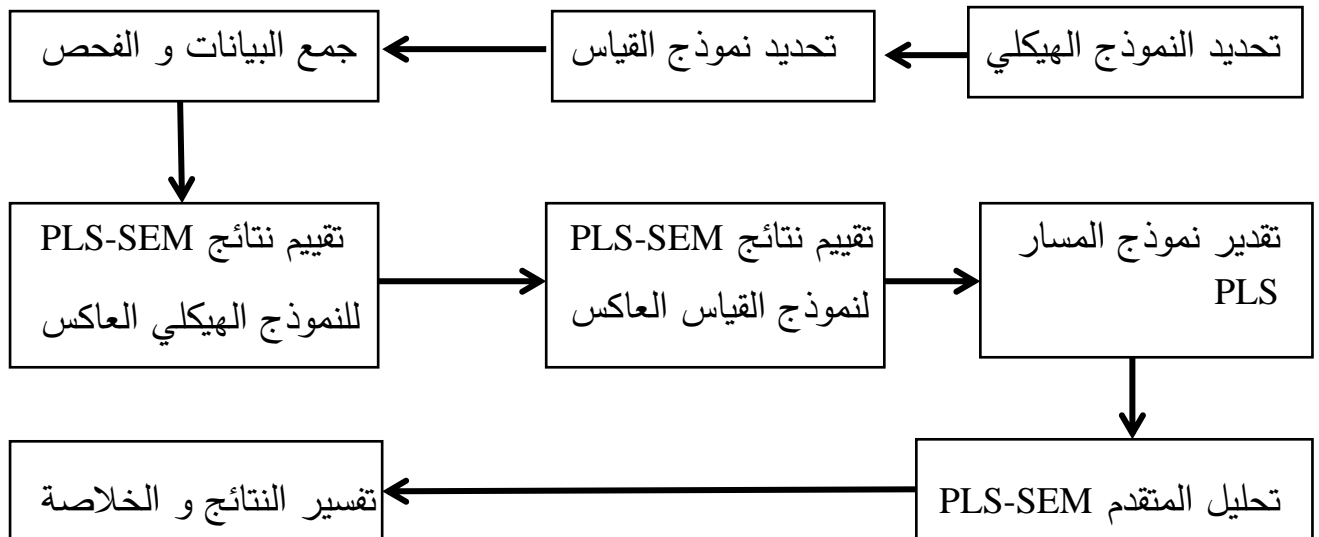 تحديد النموذج الهيكلي
تحديد نموذج القياس
جمع البيانات و الفحص
تقدير نموذج المسار
PLS
تقييم نتائج PLS-SEM
لنموذج القياس العاكس
تقييم نتائج PLS-SEM
للنموذج الهيكلي العاكس
تحليل المتقدم PLS-SEM
تفسير النتائج و الخلاصة